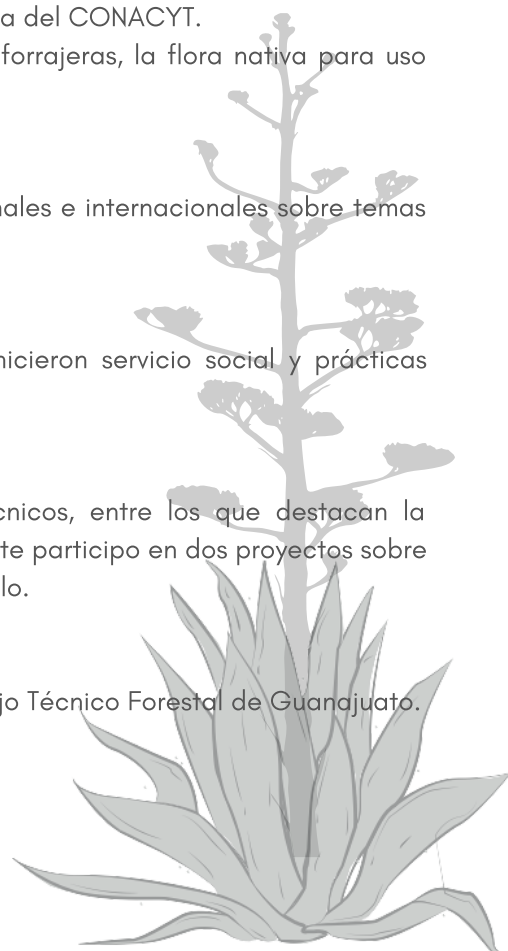 a del CONACYT.
forrajeras, la flora nativa para uso
nales e internacionales sobre temas
hicieron servicio social y prácticas
cnicos, entre los que destacan la
te participo en dos proyectos sobre
lo.
jo Técnico Forestal de Guanajuato.